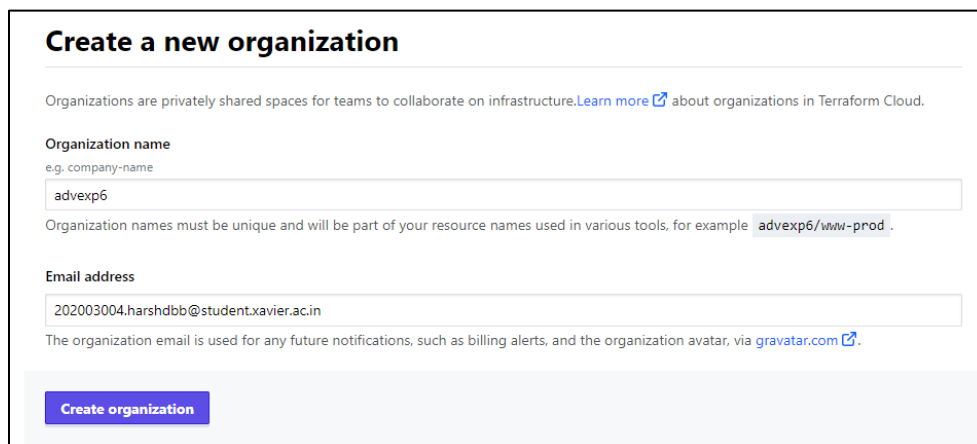 Create a new organization
Organizations are privately shared spaces for teams to collaborate on infrastructure.Learn more about organizations in Terraform Cloud.
Organization name
e.g. company-name
advexp6
Organization names must be unique and will be part of your resource names used in various tools, for example advexp6/www-prod .
Email address
202003004.harshdbb@student.xavier.ac.in
The organization email is used for any future notifications, such as billing alerts, and the organization avatar, via gravatar.com .
Create organization